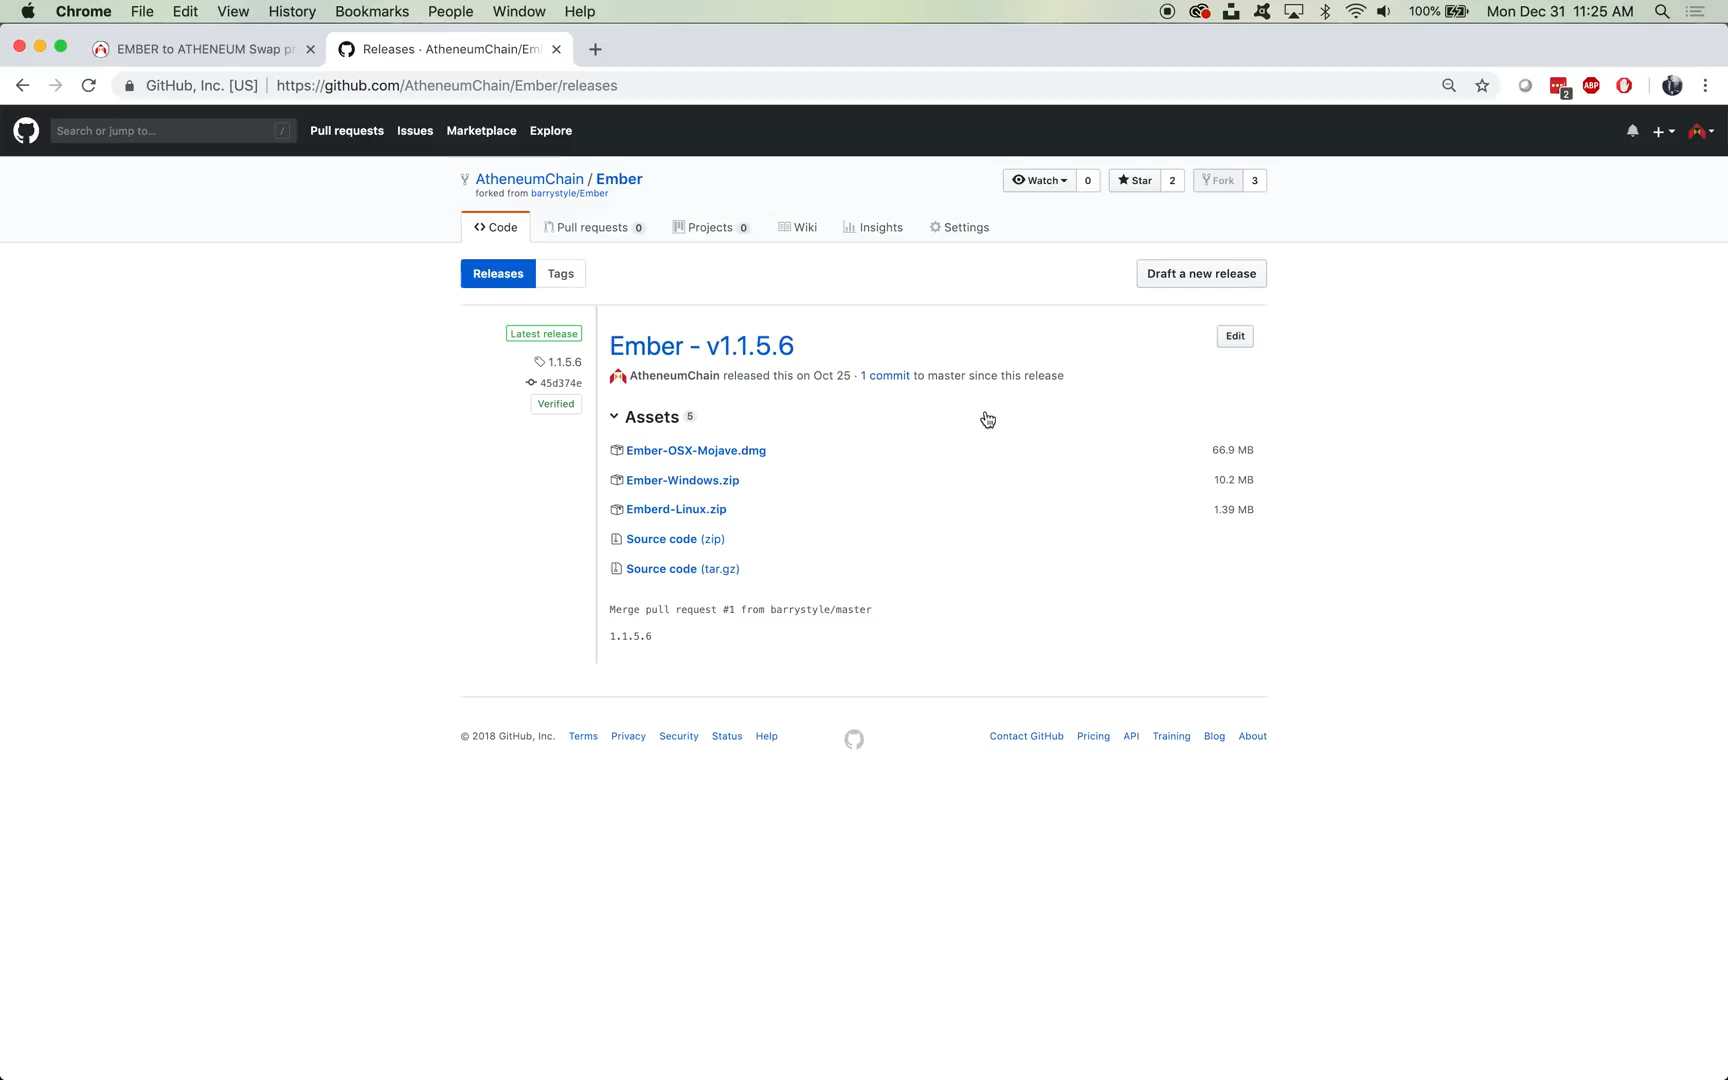 Chrome File Edit View History Bookmarks People Window Help 100% Mon Dec 31 11:25 AM
EMBER to ATHENEUM Swap pr Releases · AtheneumChain/Em
GitHub, Inc. [US] https://github.com/AtheneumChain/Ember/releases ABP 2
Search or jump to... / Pull requests Issues Marketplace Explore
AtheneumChain / Ember Watch 0 Star 2 Fork 3
forked from barrystyle/Ember
Code Pull requests 0 Projects 0 Wiki Insights Settings
Releases Tags Draft a new release
Latest release
1.1.5.6
45d374e
Verified
Ember - v1.1.5.6 Edit
AtheneumChain released this on Oct 25 · 1 commit to master since this release
Assets 5
Ember-OSX-Mojave.dmg 66.9 MB
Ember-Windows.zip 10.2 MB
Emberd-Linux.zip 1.39 MB
Source code (zip)
Source code (tar.gz)
Merge pull request #1 from barrystyle/master
1.1.5.6
© 2018 GitHub, Inc. Terms Privacy Security Status Help Contact GitHub Pricing API Training Blog About